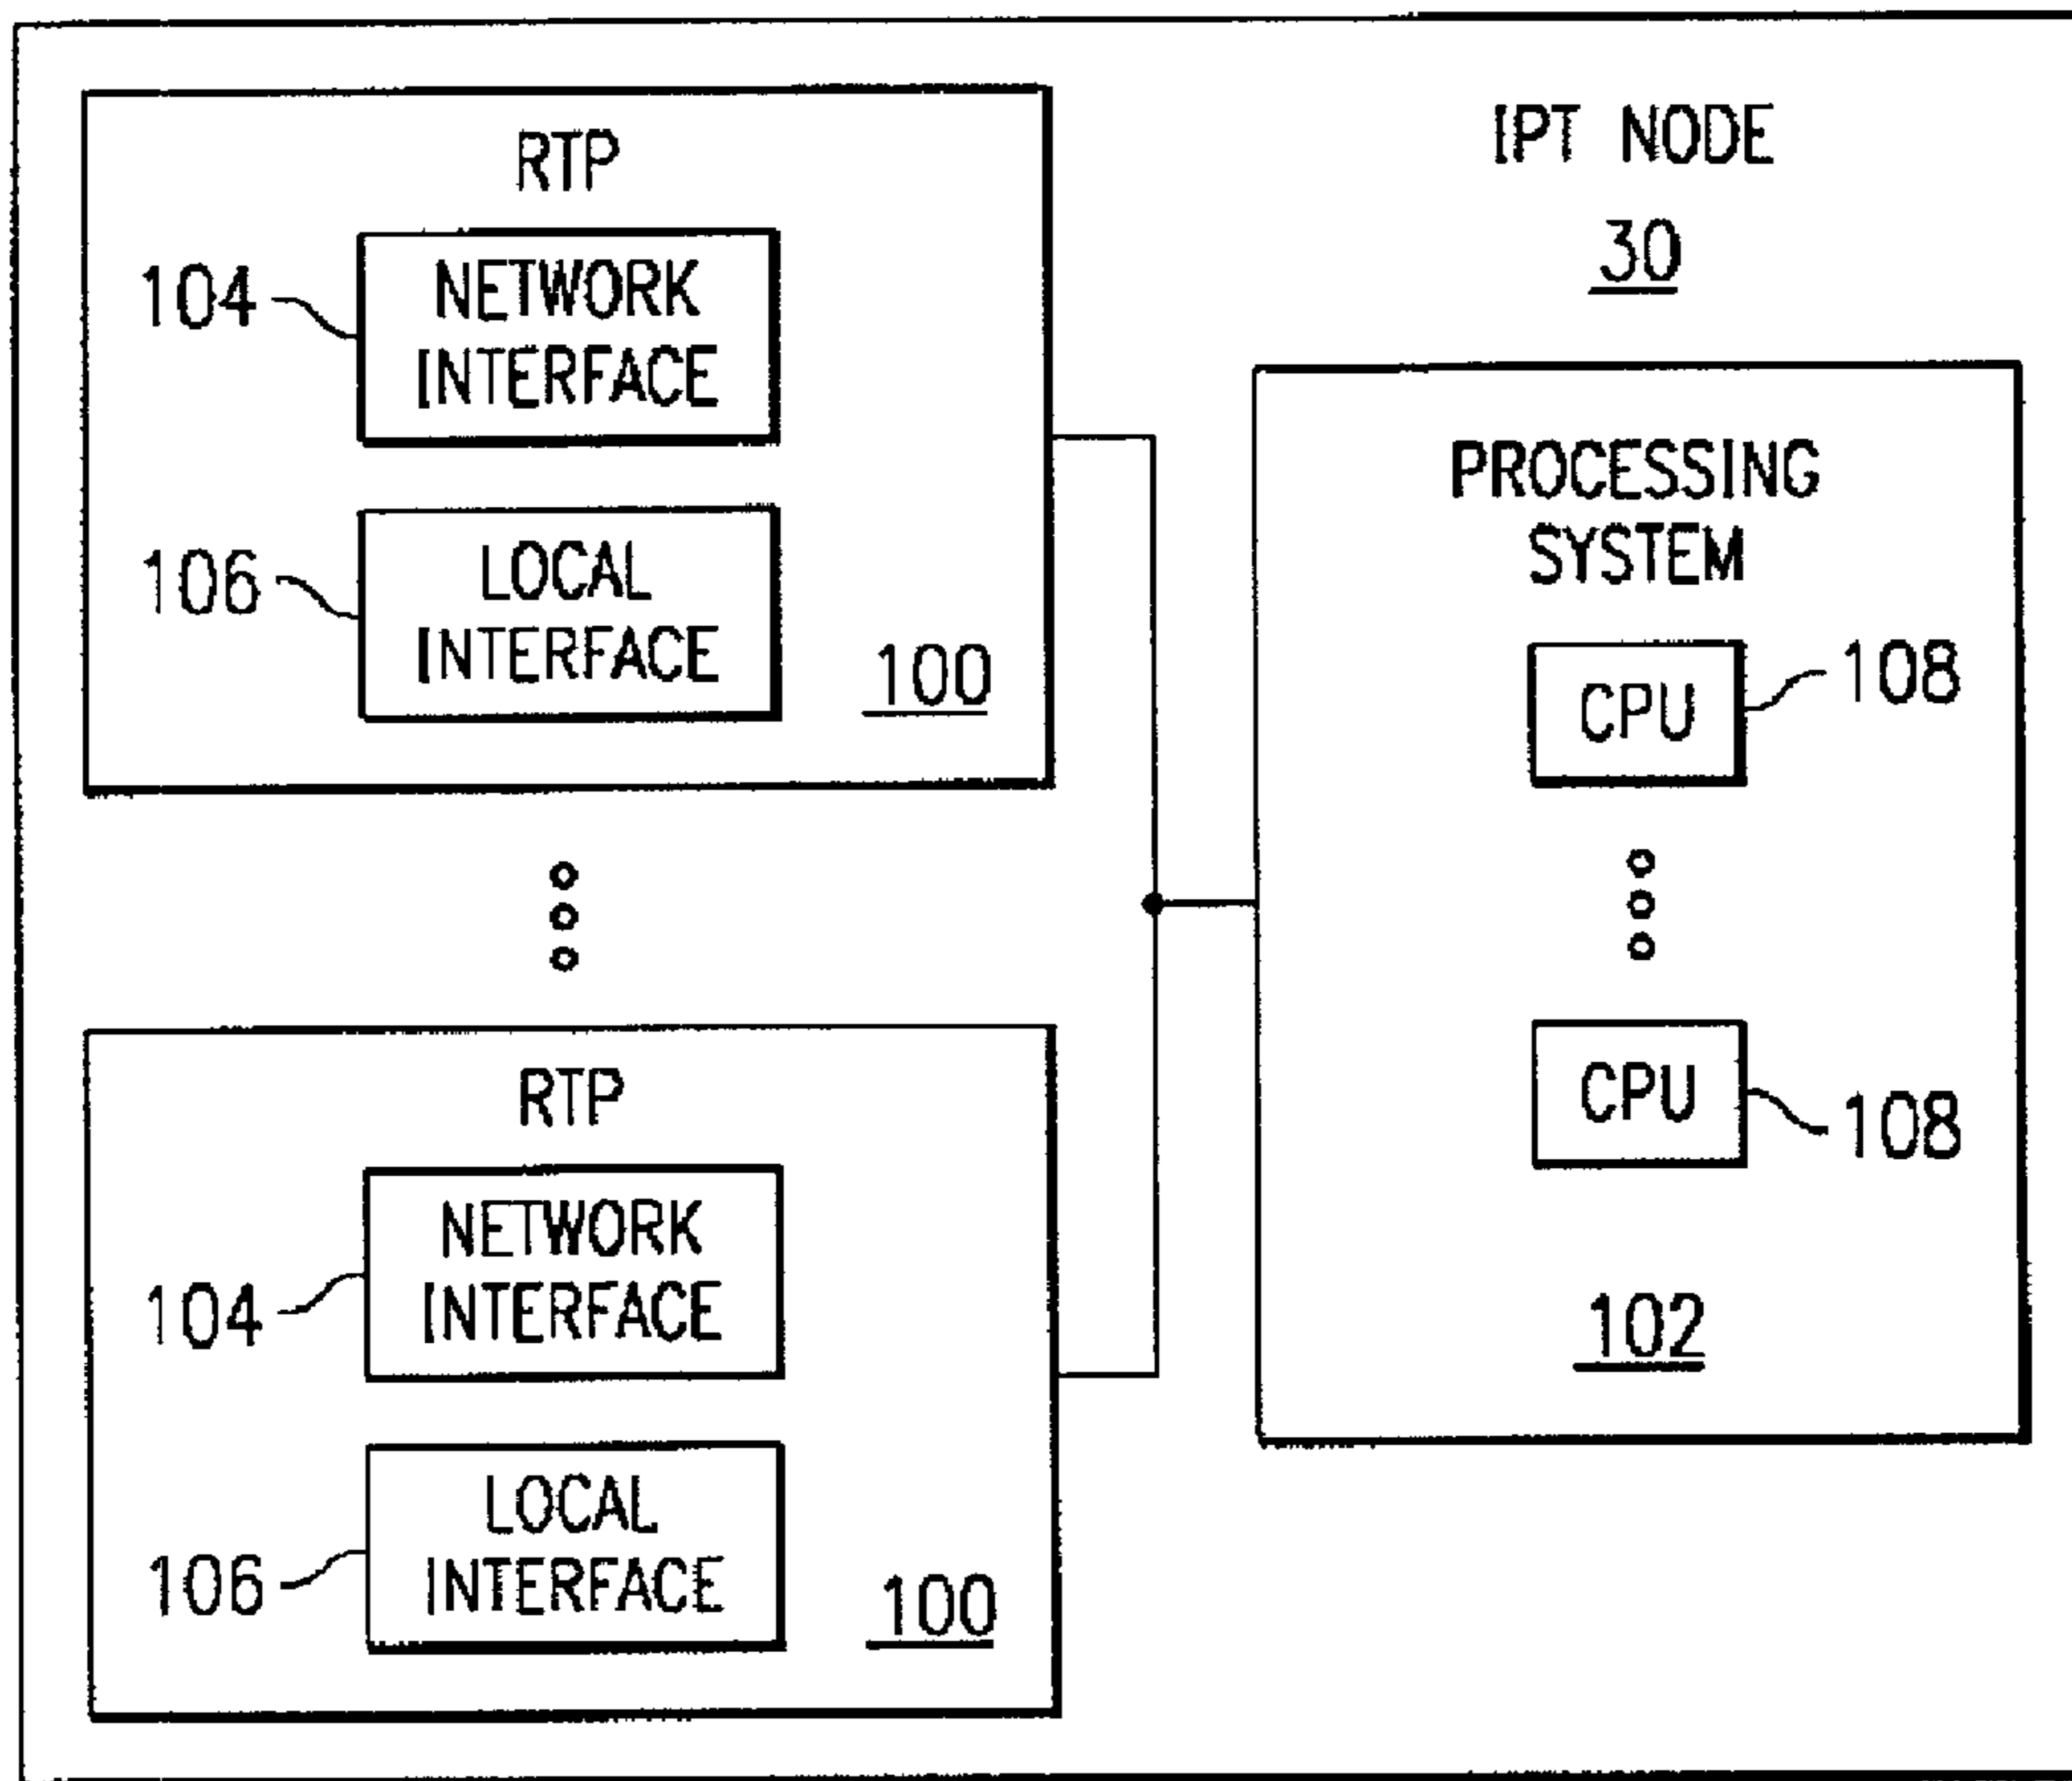 RTP
104
NETWORK
INTERFACE
106
LOCAL
INTERFACE
100
RTP
104
NETWORK
INTERFACE
106
LOCAL
INTERFACE
100
IPT NODE
30
PROCESSING
SYSTEM
CPU
108
CPU
108
102